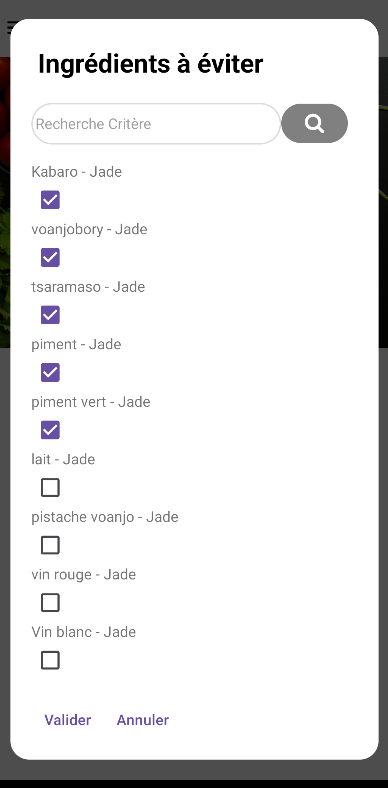 Ingrédients à éviter
Recherche Critère
Kabaro - Jade
voanjobory - Jade
tsaramaso - Jade
piment - Jade
piment vert - Jade
lait - Jade
pistache voanjo - Jade
vin rouge - Jade
Vin blanc - Jade
Valider Annuler